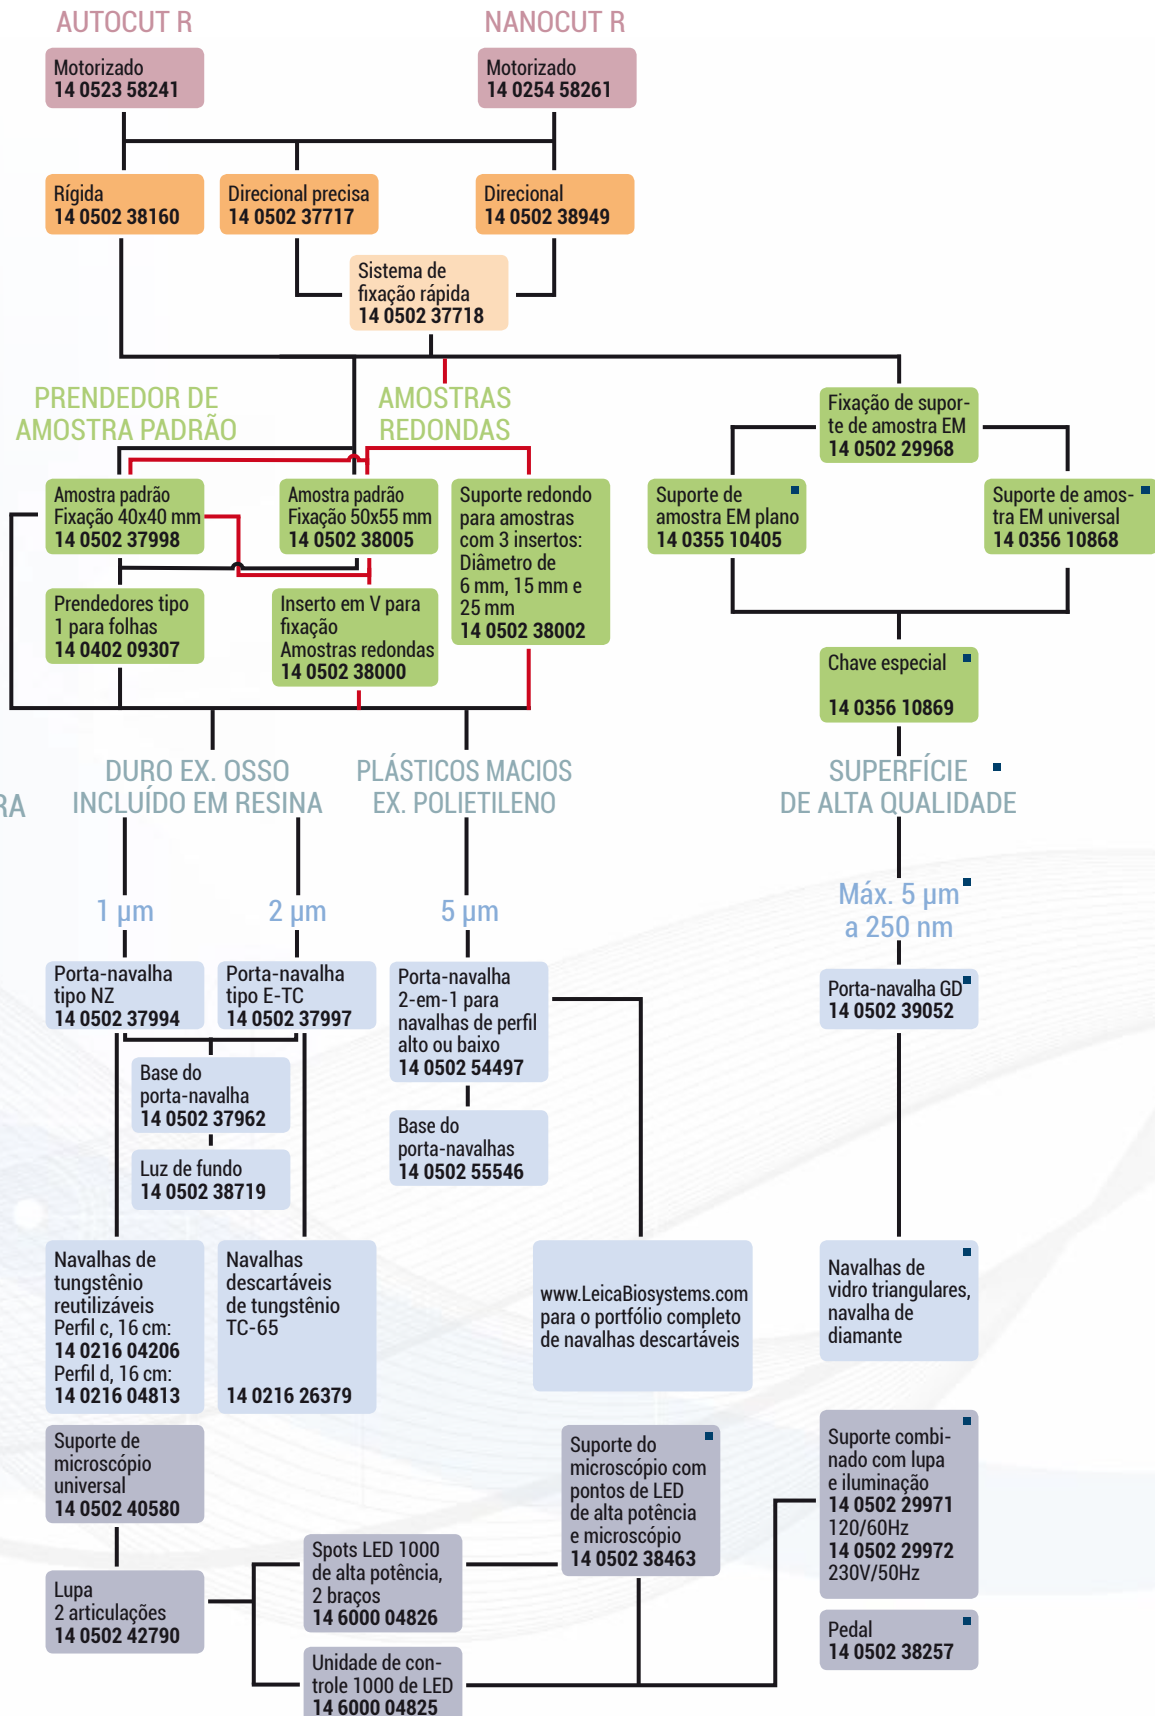 AUTOCUT R
NANOCUT R
Motorizado
14 0523 58241
Motorizado
14 0254 58261
Rígida
14 0502 38160
Direcional precisa
14 0502 37717
Direcional
14 0502 38949
Sistema de
fixação rápida
14 0502 37718
PRENDEDOR DE
AMOSTRA PADRÃO
AMOSTRAS
REDONDAS
Fixação de supor-
te de amostra EM
14 0502 29968
Amostra padrão
Fixação 40x40 mm
14 0502 37998
Amostra padrão
Fixação 50x55 mm
14 0502 38005
Suporte redondo
para amostras
com 3 insertos:
Diâmetro de
6 mm, 15 mm e
25 mm
14 0502 38002
Suporte de
amostra EM plano
14 0355 10405
Suporte de amos-
tra EM universal
14 0356 10868
Prendedores tipo
1 para folhas
14 0402 09307
Inserto em V para
fixação
Amostras redondas
14 0502 38000
Chave especial
14 0356 10869
RA
DURO EX. OSSO
INCLUÍDO EM RESINA
PLÁSTICOS MACIOS
EX. POLIETILENO
SUPERFÍCIE
DE ALTA QUALIDADE
1 µm
2 µm
5 µm
Máx. 5 µm
a 250 nm
Porta-navalha
tipo NZ
14 0502 37994
Porta-navalha
tipo E-TC
14 0502 37997
Porta-navalha
2-em-1 para
navalhas de perfil
alto ou baixo
14 0502 54497
Porta-navalha GD
14 0502 39052
Base do
porta-navalha
14 0502 37962
Base do
porta-navalhas
14 0502 55546
Luz de fundo
14 0502 38719
Navalhas de
tungstênio
reutilizáveis
Perfil c, 16 cm:
14 0216 04206
Perfil d, 16 cm:
14 0216 04813
Navalhas
descartáveis
de tungstênio
TC-65
14 0216 26379
www.LeicaBiosystems.com
para o portfólio completo
de navalhas descartáveis
Navalhas de
vidro triangulares,
navalha de
diamante
Suporte de
microscópio
universal
14 0502 40580
Suporte do
microscópio com
pontos de LED
de alta potência
e microscópio
14 0502 38463
Suporte combi-
nado com lupa
e iluminação
14 0502 29971
120/60Hz
14 0502 29972
230V/50Hz
Spots LED 1000
de alta potência,
2 braços
14 6000 04826
Lupa
2 articulações
14 0502 42790
Pedal
14 0502 38257
Unidade de con-
trole 1000 de LED
14 6000 04825